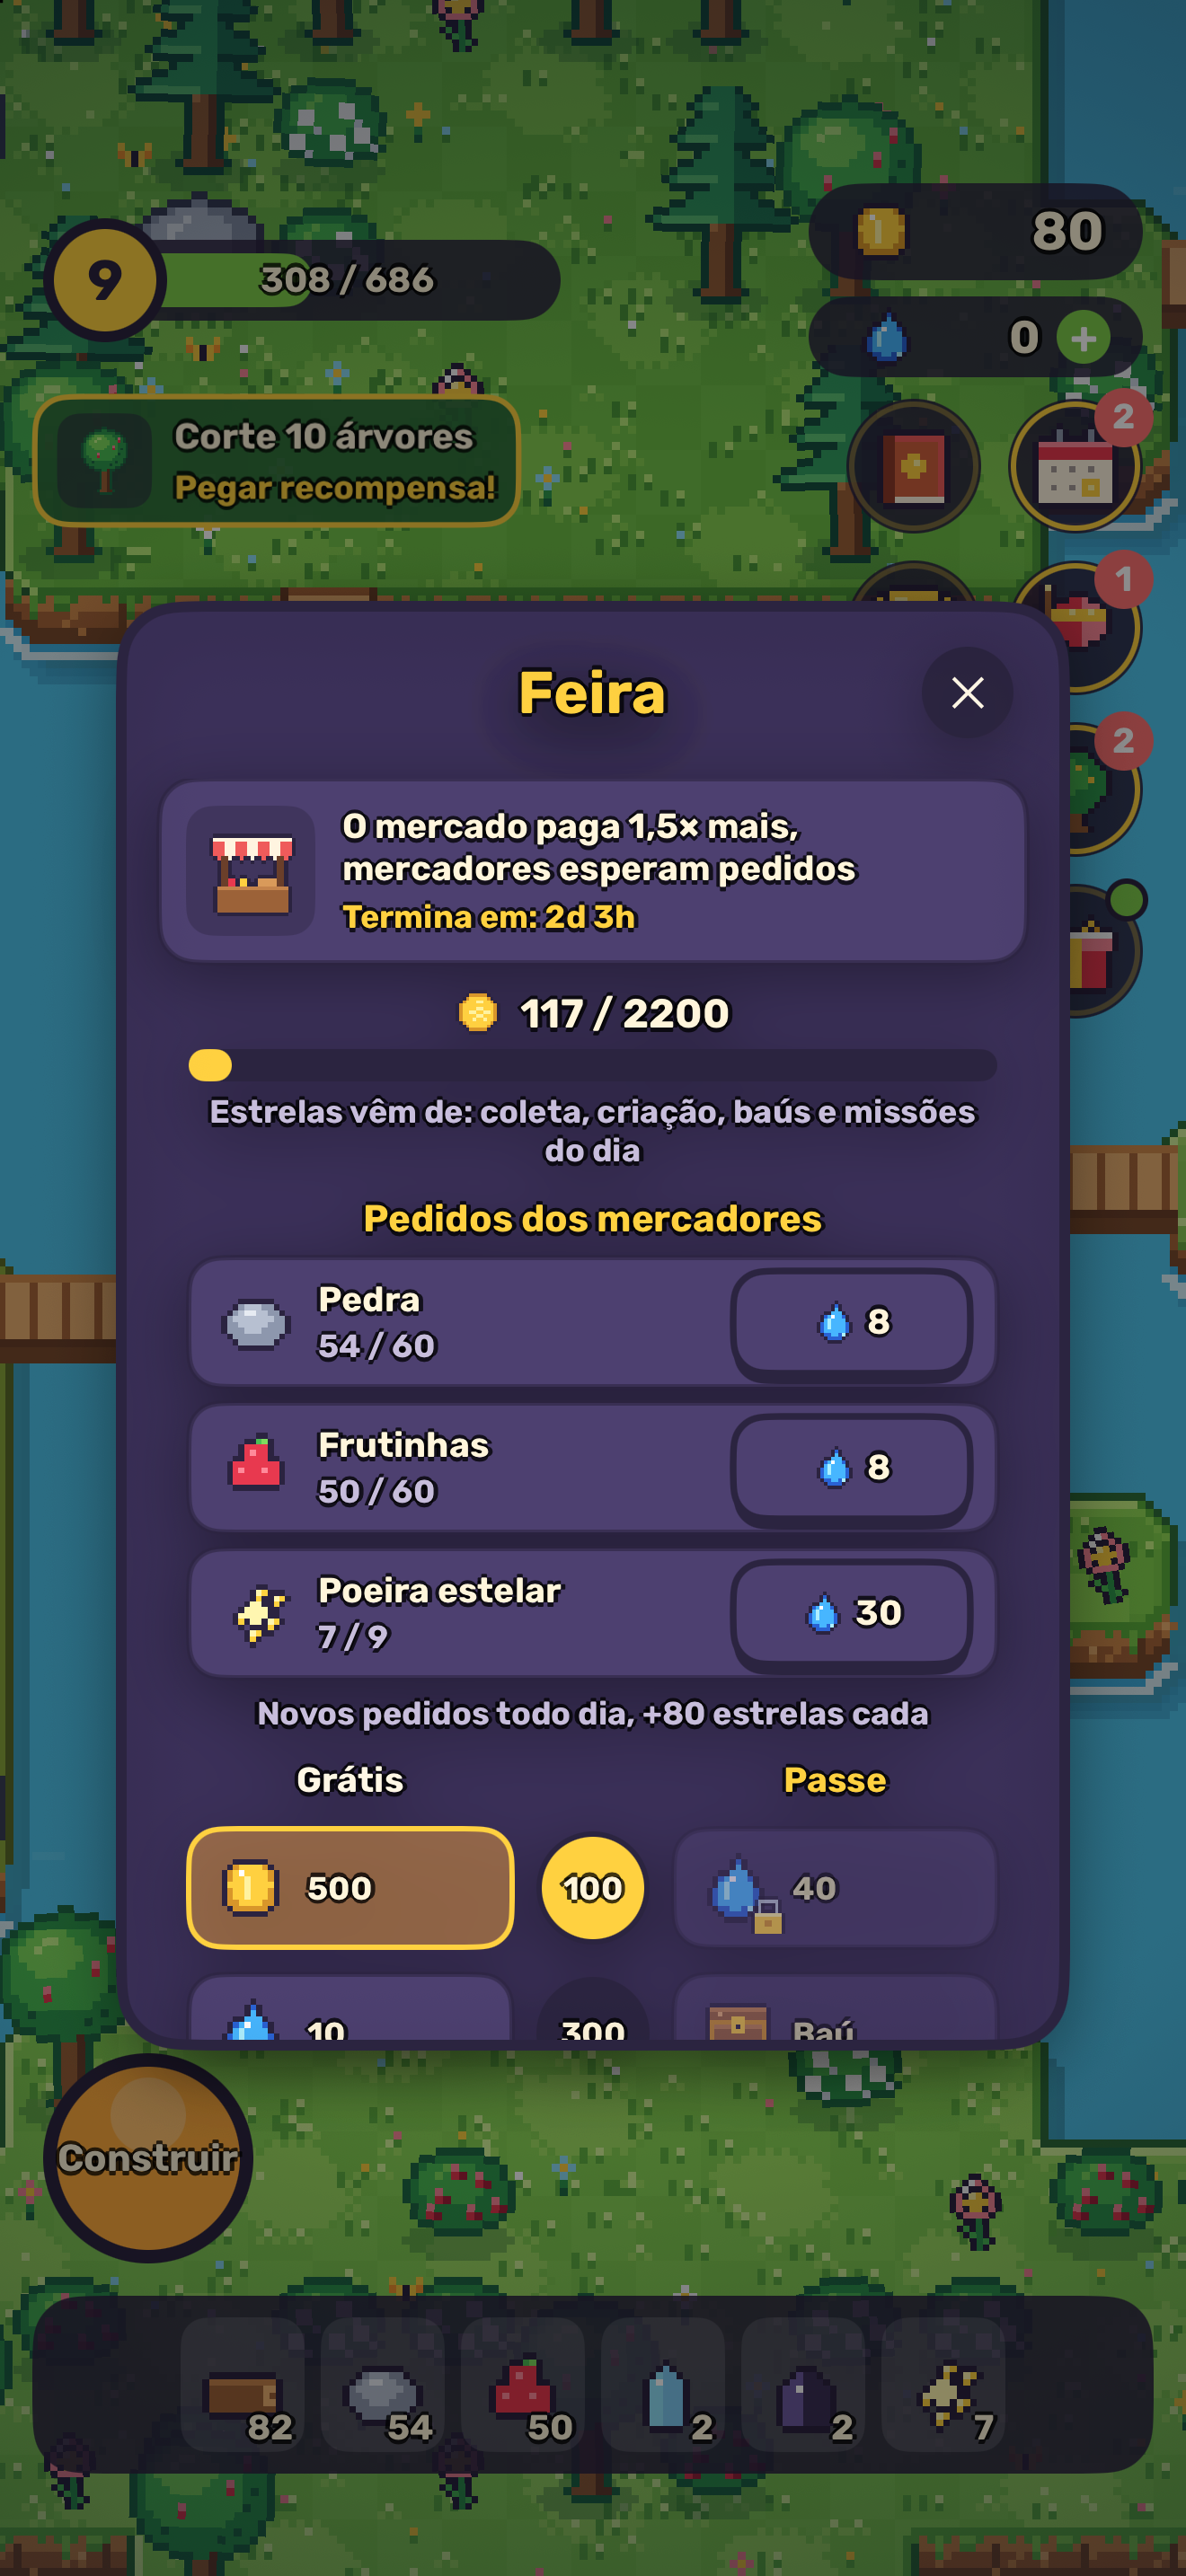 80
9
308 / 686
0
+
Corte 10 árvores
Pegar recompensa!
2
1
2
Feira
O mercado paga 1,5× mais,
mercadores esperam pedidos
Termina em: 2d 3h
117 / 2200
Estrelas vêm de: coleta, criação, baús e missões
do dia
Pedidos dos mercadores
Pedra
54 / 60
8
Frutinhas
50 / 60
8
Poeira estelar
7 / 9
30
Novos pedidos todo dia, +80 estrelas cada
Grátis
Passe
500
100
40
10
300
Baú
Construir
82
54
50
2
2
7